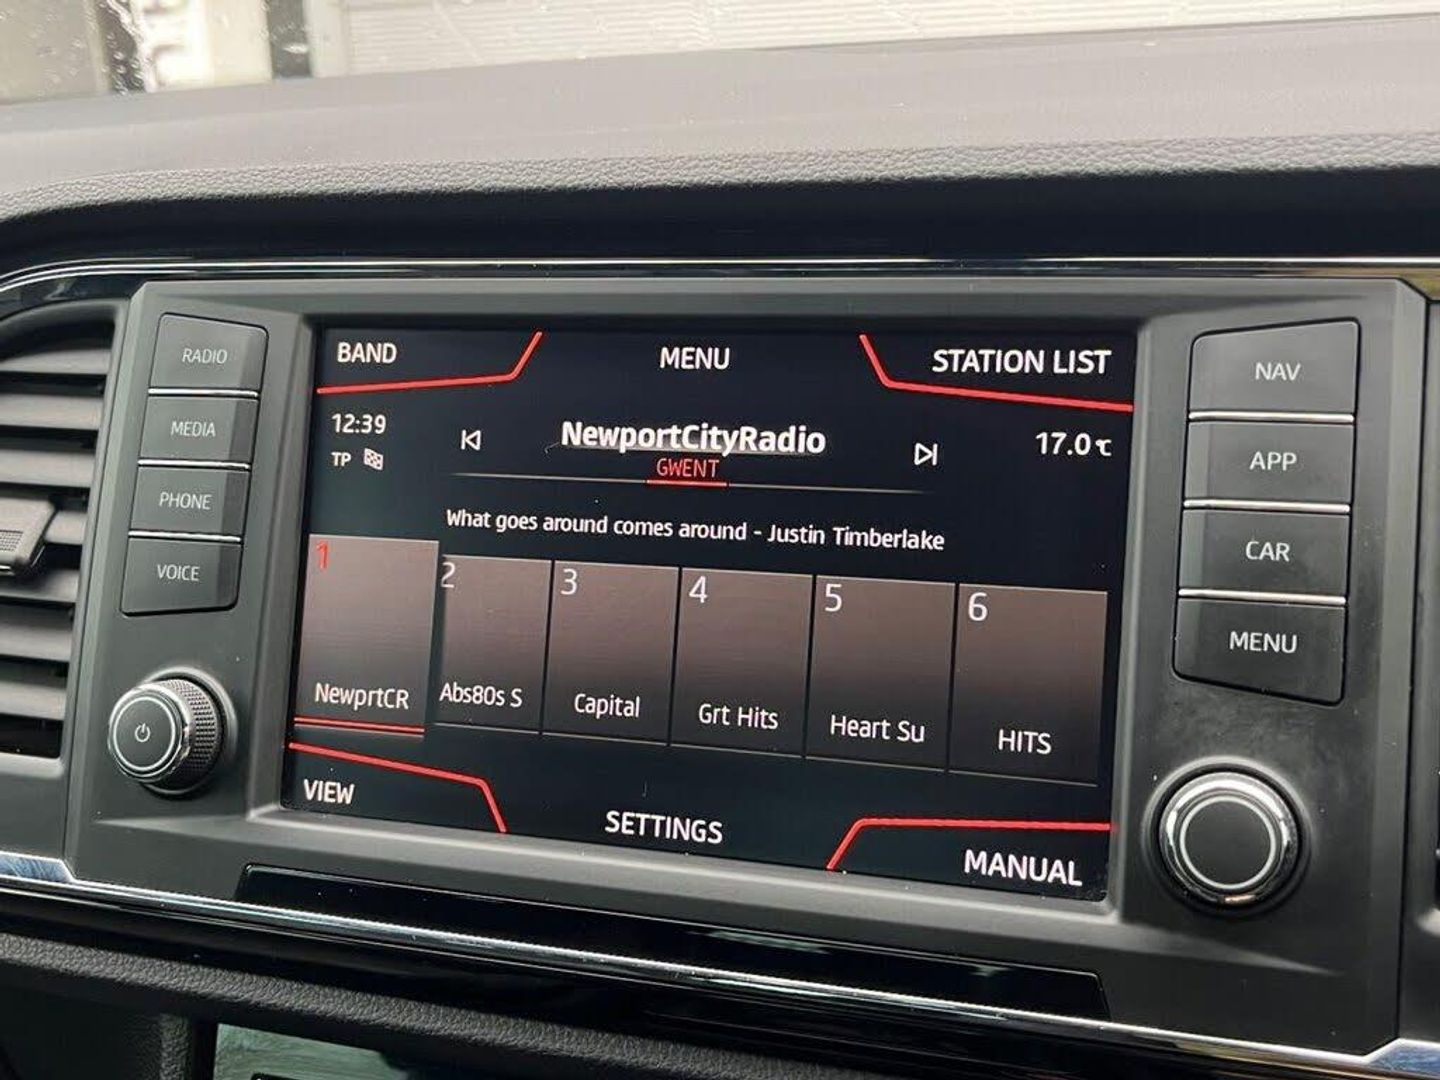 RADIO
MEDIA
PHONE
VOICE
BAND
MENU
STATION LIST
12:39
TP
NewportCityRadio
GWENT
17.0℃
What goes around comes around - Justin Timberlake
1
2
3
4
5
6
NewprtCR
Abs80s S
Capital
Grt Hits
Heart Su
HITS
VIEW
SETTINGS
MANUAL
NAV
APP
CAR
MENU